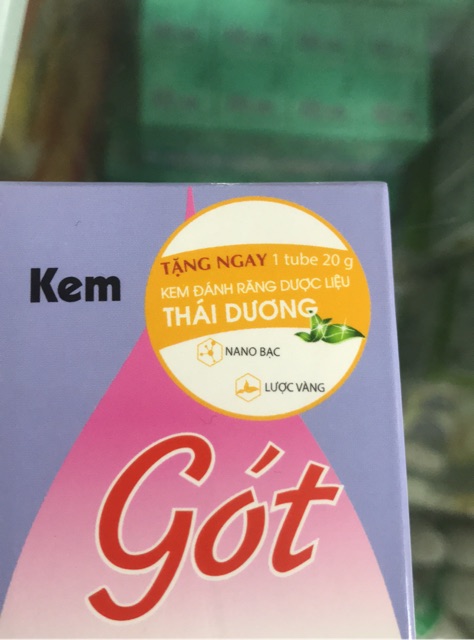 Kem
TẶNG NGAY 1 tube 20 g
KEM ĐÁNH RĂNG DƯỢC LIỆU
THÁI DƯƠNG
NANO BẠC
LƯỢC VÀNG
Gót